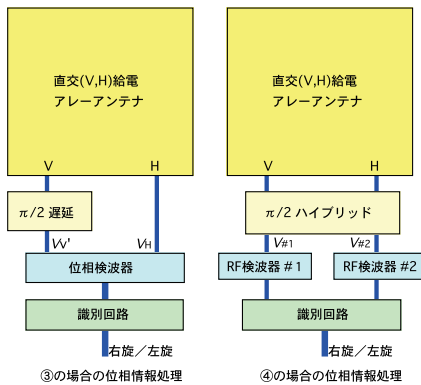 直交(V,H)給電
アレーアンテナ
V
H
π/2 遅延
Vv'
VH
位相検波器
識別回路
右旋／左旋
③の場合の位相情報処理
直交(V,H)給電
アレーアンテナ
V
H
π/2 ハイブリッド
V#1
V#2
RF検波器 #1
RF検波器 #2
識別回路
右旋／左旋
④の場合の位相情報処理